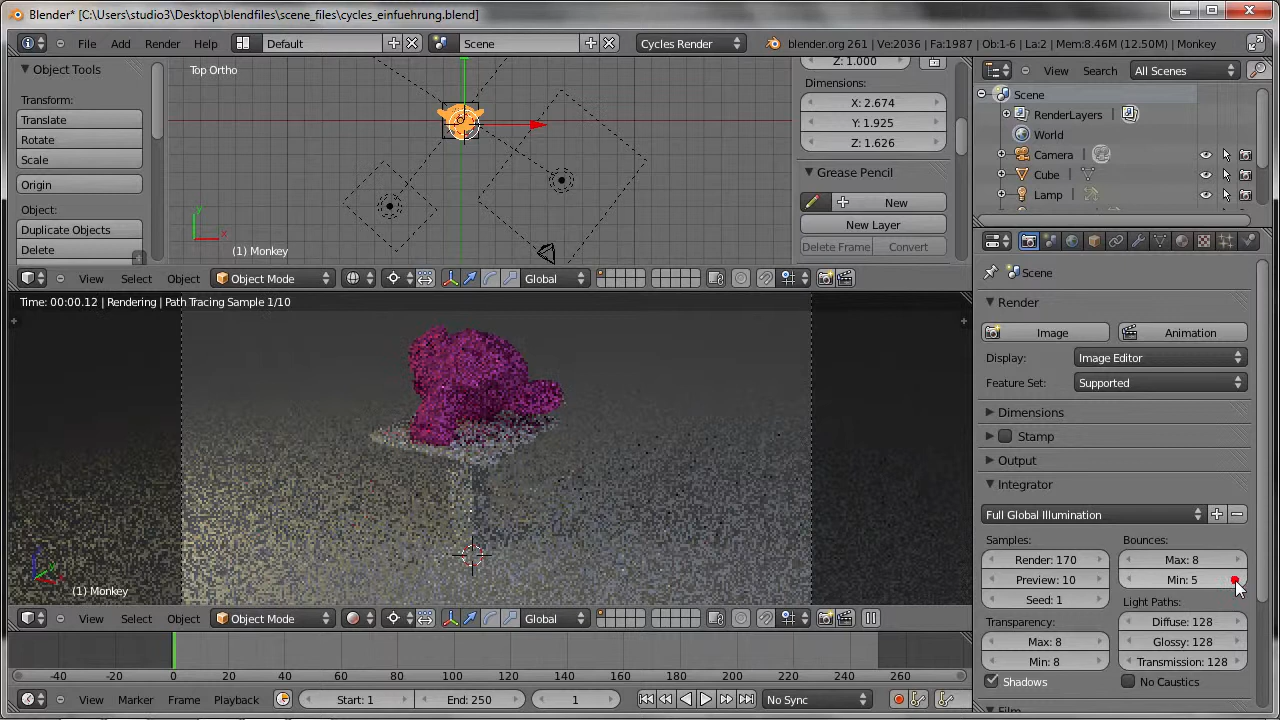 Blender* [C:\Users\studio3\Desktop\blendfiles\scene_files\cycles_einfuehrung.blend]
File Add Render Help Default Scene Cycles Render blender.org 261 | Ve:2036 | Fa:1987 | Ob:1-6 | La:2 | Mem:8.46M (12.50M) | Monkey
Object Tools
Transform:
Translate
Rotate
Scale
Origin
Object:
Duplicate Objects
Delete
Top Ortho
y
x
(1) Monkey
Z: 1.000
Dimensions:
X: 2.674
Y: 1.925
Z: 1.626
Grease Pencil
New
New Layer
Delete Frame Convert
View Select Object Object Mode Global
Time: 00:00.12 | Rendering | Path Tracing Sample 1/10
(1) Monkey
View Select Object Object Mode Global
-40 -20 0 20 40 60 80 100 120 140 160 180 200 220 240 260
View Marker Frame Playback Start: 1 End: 250 1 No Sync
View Search All Scenes
Scene
RenderLayers
World
Camera
Cube
Lamp
Scene
Render
Image Animation
Display: Image Editor
Feature Set: Supported
Dimensions
Stamp
Output
Integrator
Full Global Illumination
Samples: Bounces:
Render: 170 Max: 8
Preview: 10 Min: 5
Seed: 1 Light Paths:
Transparency: Diffuse: 128
Max: 8 Glossy: 128
Min: 8 Transmission: 128
Shadows No Caustics
Film